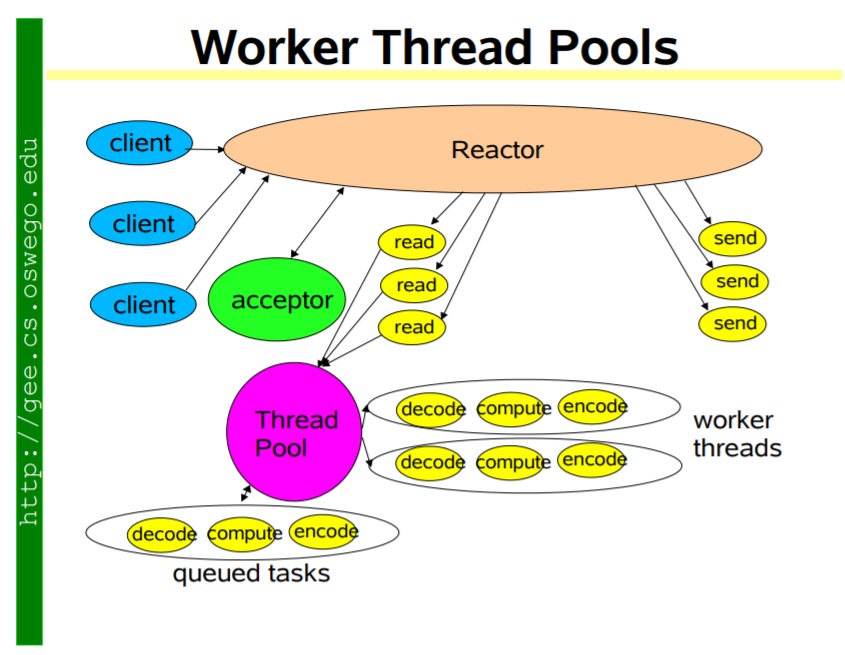 Worker Thread Pools
http://gee.cs.oswego.edu
client
Reactor
client
client
acceptor
read
read
read
send
send
send
Thread
Pool
decode compute encode
decode compute encode
worker
threads
decode compute encode
queued tasks